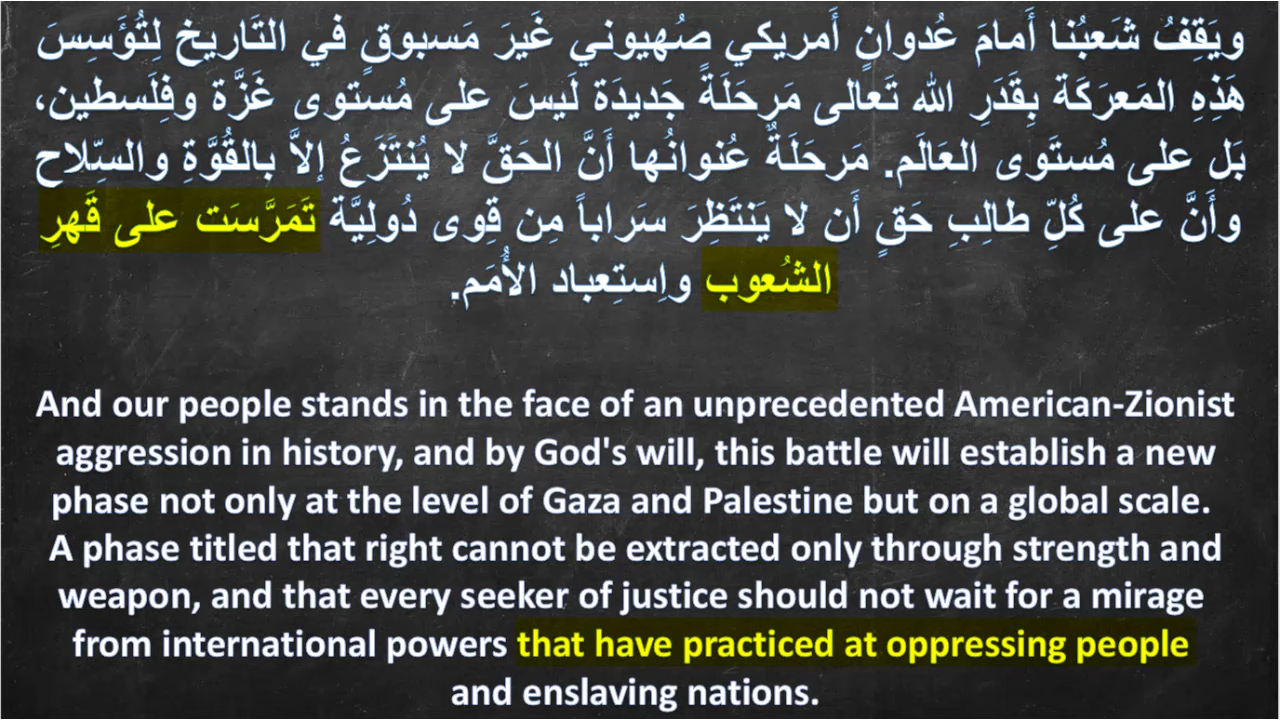 ويَقِفُ شَعبُنا أَمامَ عُدوانٍ أَمريكي صُهيوني غَيرَ مَسبوقٍ في التَاريخ لِتُؤَسِسَ
هَذِهِ المَعرَكَة بِقَدَرِ الله تَعالى مَرحَلَةً جَديدَة لَيسَ على مُستوى غَزَّة وفِلَسطين،
بَل على مُستَوى العَالَم. مَرحَلَةٌ عُنوانُها أَنَّ الحَقَّ لا يُنتَزَعُ إلاَّ بالقُوَّةِ والسِّلاح
وأَنَّ على كُلِّ طالِبِ حَقٍ أَن لا يَنتَظِرَ سَراباً مِن قِوى دُولِيَّة تَمَرَّسَت على قَهرِ
الشُعوب واِستِعباد الأُمَم.
And our people stands in the face of an unprecedented American-Zionist
aggression in history, and by God's will, this battle will establish a new
phase not only at the level of Gaza and Palestine but on a global scale.
A phase titled that right cannot be extracted only through strength and
weapon, and that every seeker of justice should not wait for a mirage
from international powers that have practiced at oppressing people
and enslaving nations.